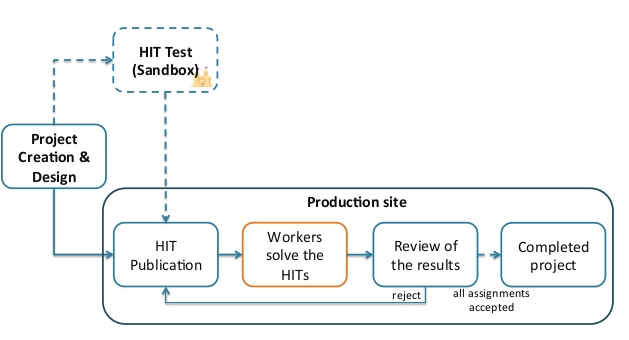 HIT Test
(Sandbox)
Project
Creation &
Design
Production site
HIT
Publication
Workers
solve the
HITs
Review of
the results
Completed
project
reject
all assignments
accepted